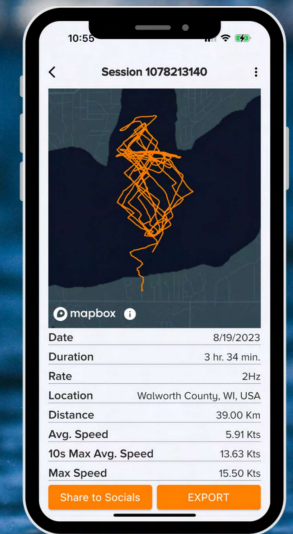 10:55
Session 1078213140
mapbox
Date 8/19/2023
Duration 3 hr. 34 min.
Rate 2Hz
Location Walworth County, WI, USA
Distance 39.00 Km
Avg. Speed 5.91 Kts
10s Max Avg. Speed 13.63 Kts
Max Speed 15.50 Kts
Share to Socials EXPORT